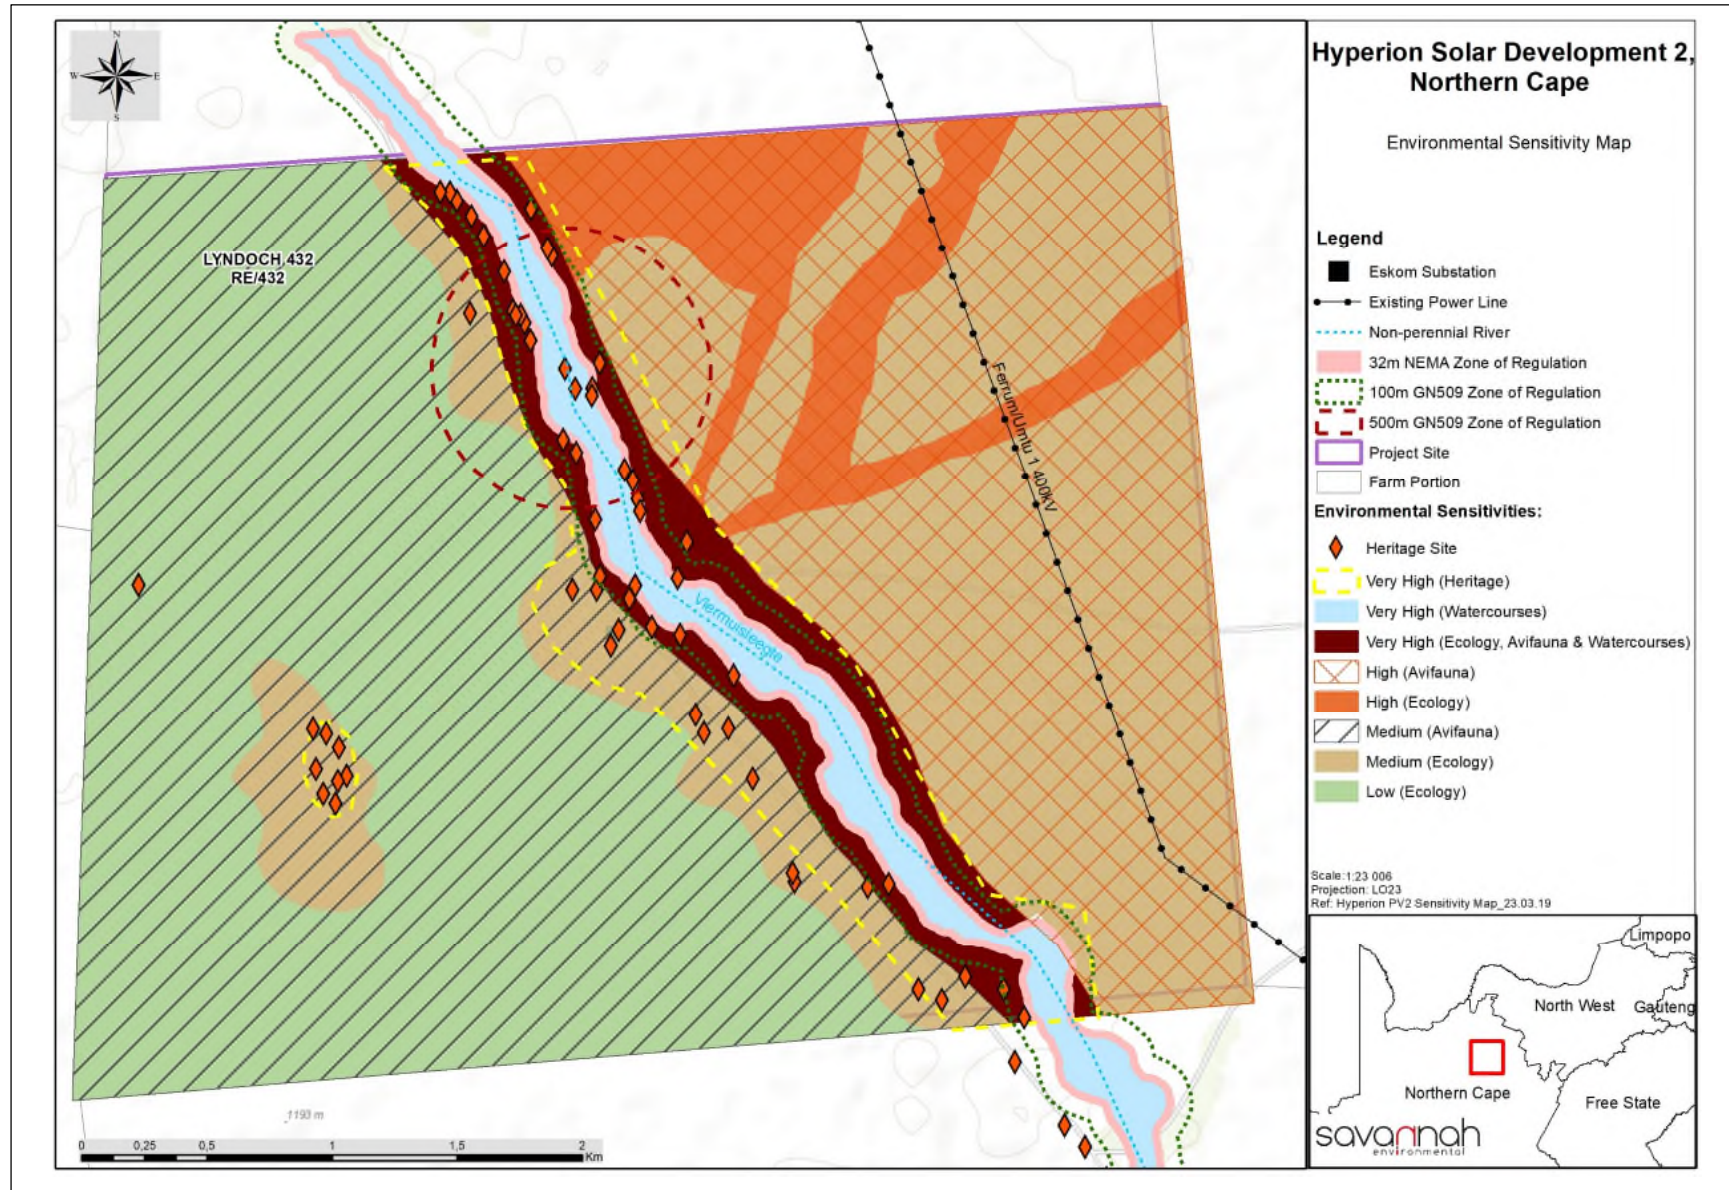 N
W
E
S
LYNDOCH 432
RE/432
Ferrum/Umtu 1 400kV
Vlermuisleegte
1193 m
0 0,25 0,5 1 1,5 2
Km
Hyperion Solar Development 2,
Northern Cape
Environmental Sensitivity Map
Legend
Eskom Substation
Existing Power Line
Non-perennial River
32m NEMA Zone of Regulation
100m GN509 Zone of Regulation
500m GN509 Zone of Regulation
Project Site
Farm Portion
Environmental Sensitivities:
Heritage Site
Very High (Heritage)
Very High (Watercourses)
Very High (Ecology, Avifauna & Watercourses)
High (Avifauna)
High (Ecology)
Medium (Avifauna)
Medium (Ecology)
Low (Ecology)
Scale:1:23 006
Projection: LO23
Ref: Hyperion PV2 Sensitivity Map_23.03.19
Limpopo
North West
Gauteng
Northern Cape
Free State
savannah
environmental